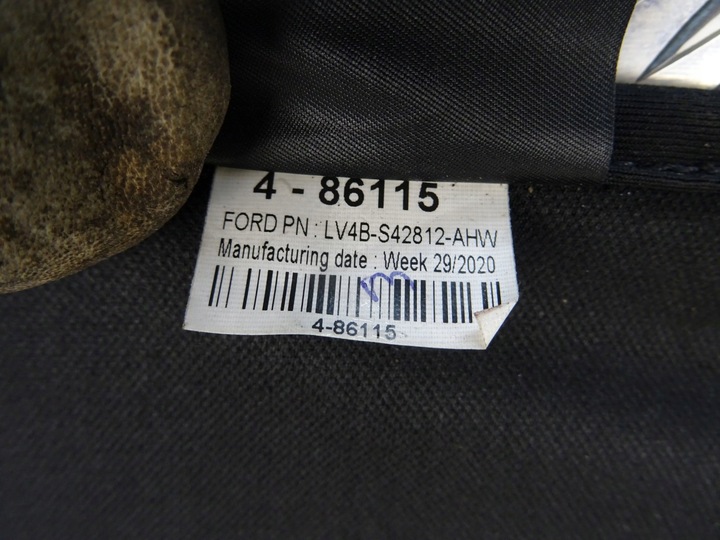 4 - 86115
FORD PN : LV4B-S42812-AHW
Manufacturing date : Week 29/2020
4-86115